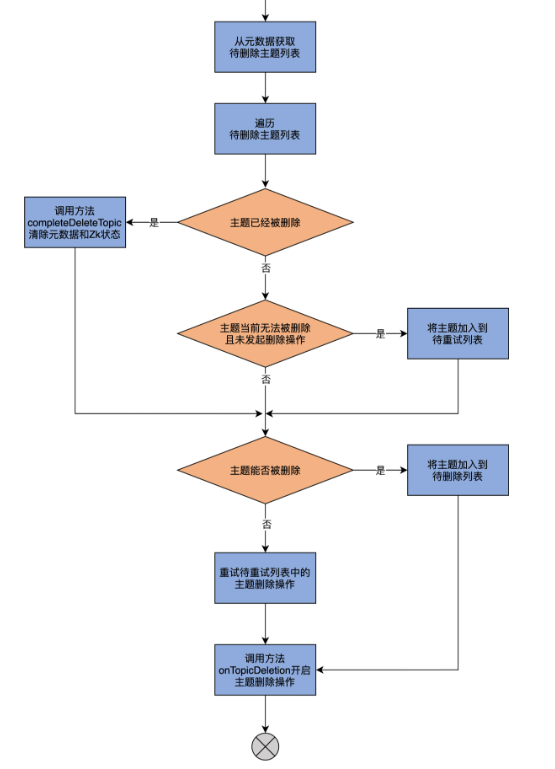 从元数据获取
待删除主题列表
遍历
待删除主题列表
主题已经被删除
是
调用方法
completeDeleteTopic
清除元数据和Zk状态
否
主题当前无法被删除
且未发起删除操作
是
将主题加入到
待重试列表
否
主题能否被删除
是
将主题加入到
待删除列表
否
重试待重试列表中的
主题删除操作
调用方法
onTopicDeletion开启
主题删除操作